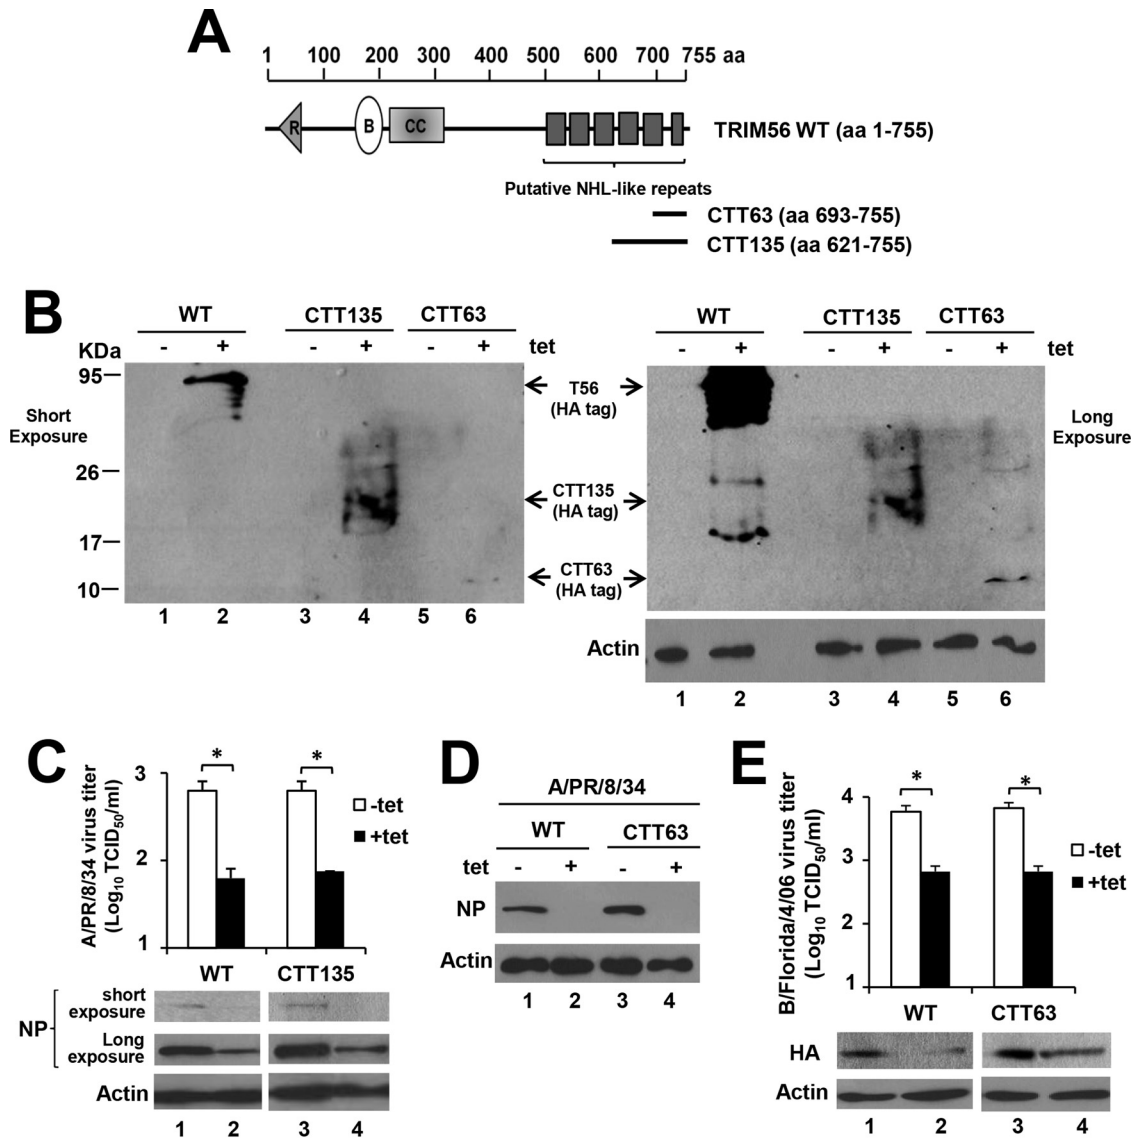 A
1 100 200 300 400 500 600 700 755 aa
R B CC
TRIM56 WT (aa 1-755)
Putative NHL-like repeats
CTT63 (aa 693-755)
CTT135 (aa 621-755)
B
WT CTT135 CTT63
- + - + - + tet
KDa
95
Short
Exposure
26
17
10
1 2 3 4 5 6
T56
(HA tag)
CTT135
(HA tag)
CTT63
(HA tag)
WT CTT135 CTT63
- + - + - + tet
Long
Exposure
Actin
1 2 3 4 5 6
C
A/PR/8/34 virus titer
(Log10 TCID50/ml)
3
2
1
* *
-tet
+tet
WT CTT135
NP
short
exposure
Long
exposure
Actin
1 2 3 4
D
A/PR/8/34
WT CTT63
tet - + - +
NP
Actin
1 2 3 4
E
B/Florida/4/06 virus titer
(Log10 TCID50/ml)
4
3
2
1
* *
-tet
+tet
WT CTT63
HA
Actin
1 2 3 4